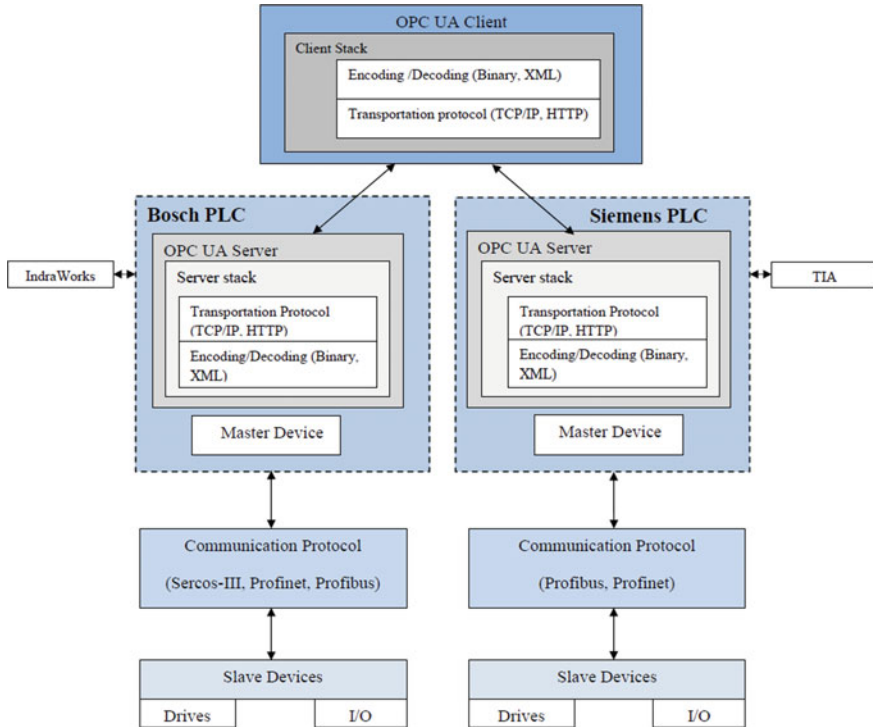 OPC UA Client
Client Stack
Encoding /Decoding (Binary, XML)
Transportation protocol (TCP/IP, HTTP)
Bosch PLC
OPC UA Server
Server stack
Transportation Protocol
(TCP/IP, HTTP)
Encoding/Decoding (Binary,
XML)
Master Device
IndraWorks
Siemens PLC
OPC UA Server
Server stack
Transportation Protocol
(TCP/IP, HTTP)
Encoding/Decoding (Binary,
XML)
Master Device
TIA
Communication Protocol
(Sercos-III, Profinet, Profibus)
Communication Protocol
(Profibus, Profinet)
Slave Devices
Drives
I/O
Slave Devices
Drives
I/O